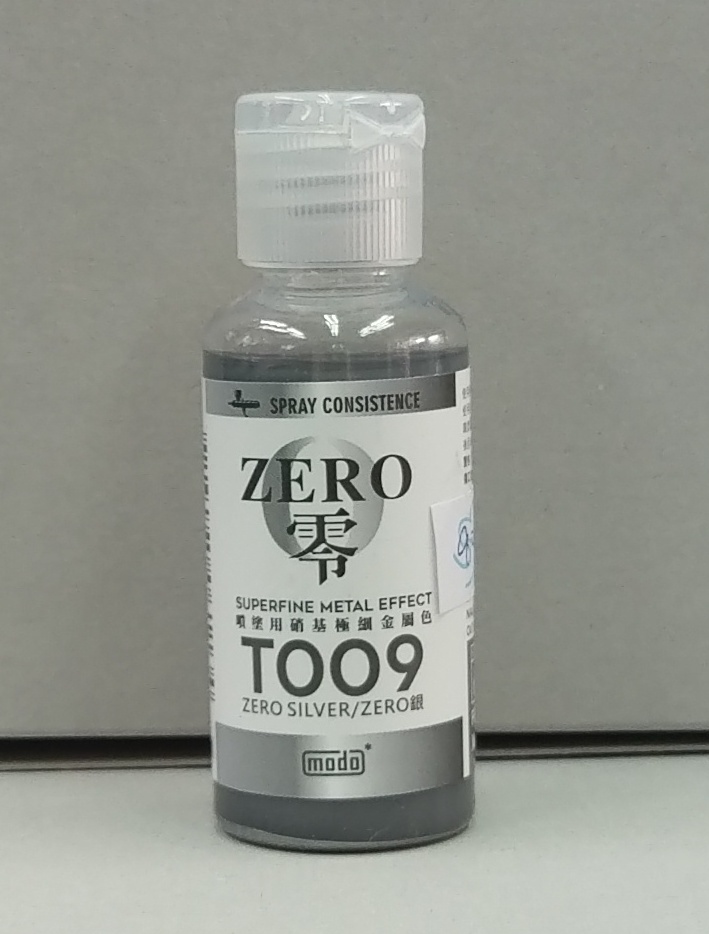 SPRAY CONSISTENCE
ZERO
零
SUPERFINE METAL EFFECT
噴塗用硝基極細金屬色
T009
ZERO SILVER/ZERO銀
modo*